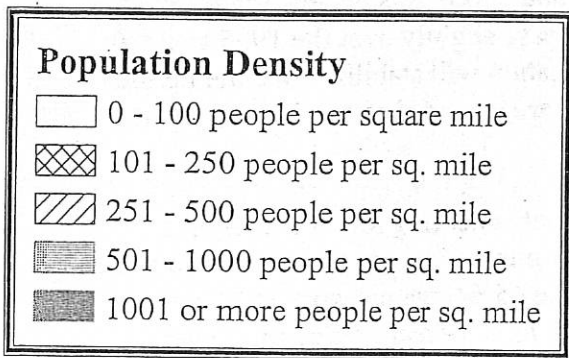 Population Density
0 - 100 people per square mile
101 - 250 people per sq. mile
251 - 500 people per sq. mile
501 - 1000 people per sq. mile
1001 or more people per sq. mile